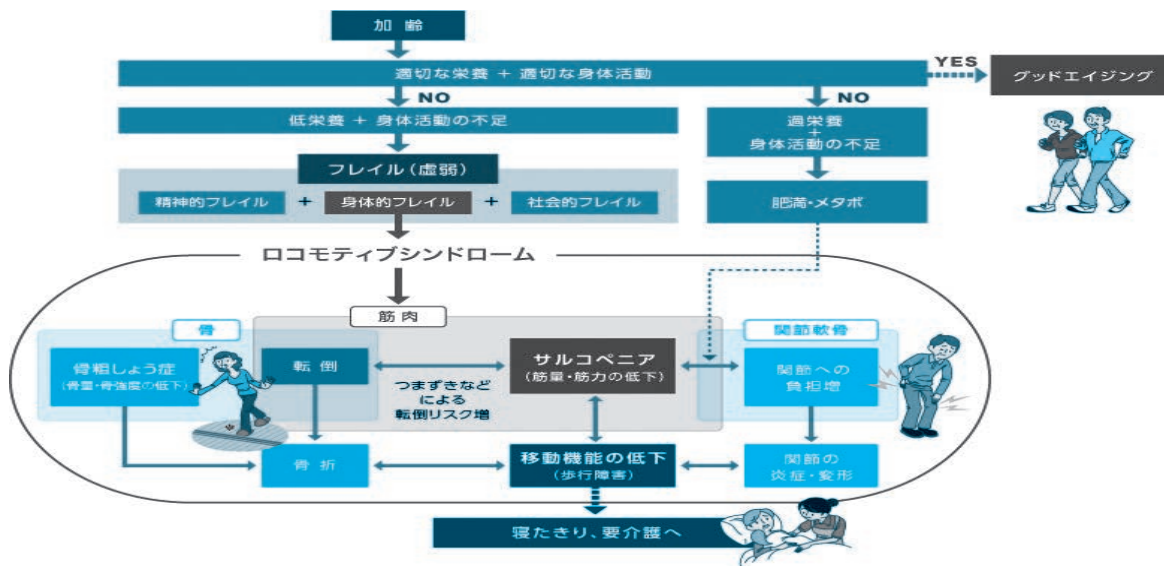 加齢
適切な栄養 + 適切な身体活動
YES
グッドエイジング
NO
NO
低栄養 + 身体活動の不足
過栄養
+
身体活動の不足
フレイル(虚弱)
精神的フレイル + 身体的フレイル + 社会的フレイル
肥満・メタボ
ロコモティブシンドローム
筋肉
骨
関節軟骨
骨粗しょう症
(骨量・骨強度の低下)
転倒
サルコペニア
(筋量・筋力の低下)
関節への
負担増
つまずきなど
による
転倒リスク増
骨折
移動機能の低下
(歩行障害)
関節の
炎症・変形
寝たきり、要介護へ